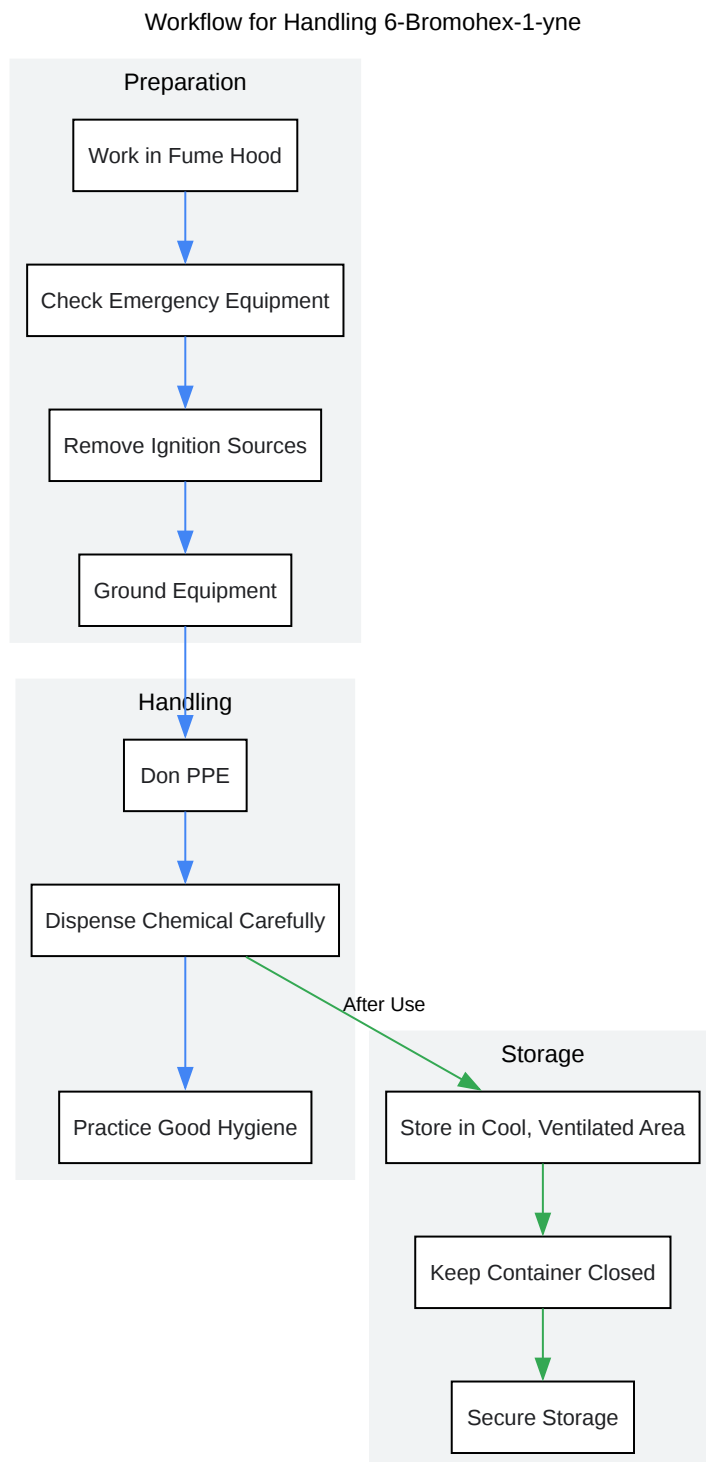 Workflow for Handling 6-Bromohex-1-yne
Preparation
Work in Fume Hood
Check Emergency Equipment
Remove Ignition Sources
Ground Equipment
Handling
Don PPE
Dispense Chemical Carefully
After Use
Practice Good Hygiene
Storage
Store in Cool, Ventilated Area
Keep Container Closed
Secure Storage